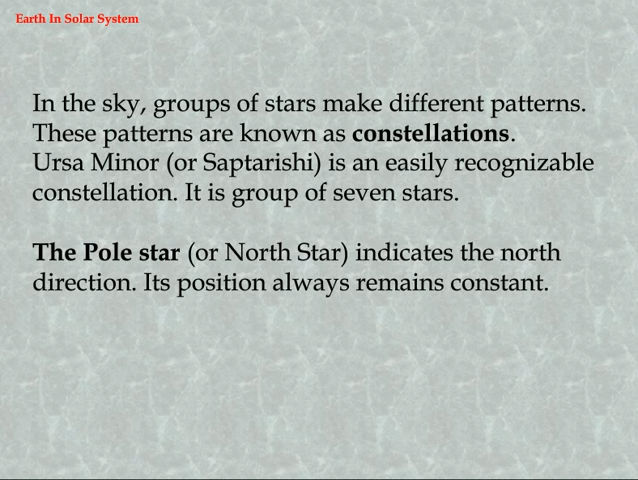 Earth In Solar System
In the sky, groups of stars make different patterns.
These patterns are known as constellations.
Ursa Minor (or Saptarishi) is an easily recognizable
constellation. It is group of seven stars.
The Pole star (or North Star) indicates the north
direction. Its position always remains constant.